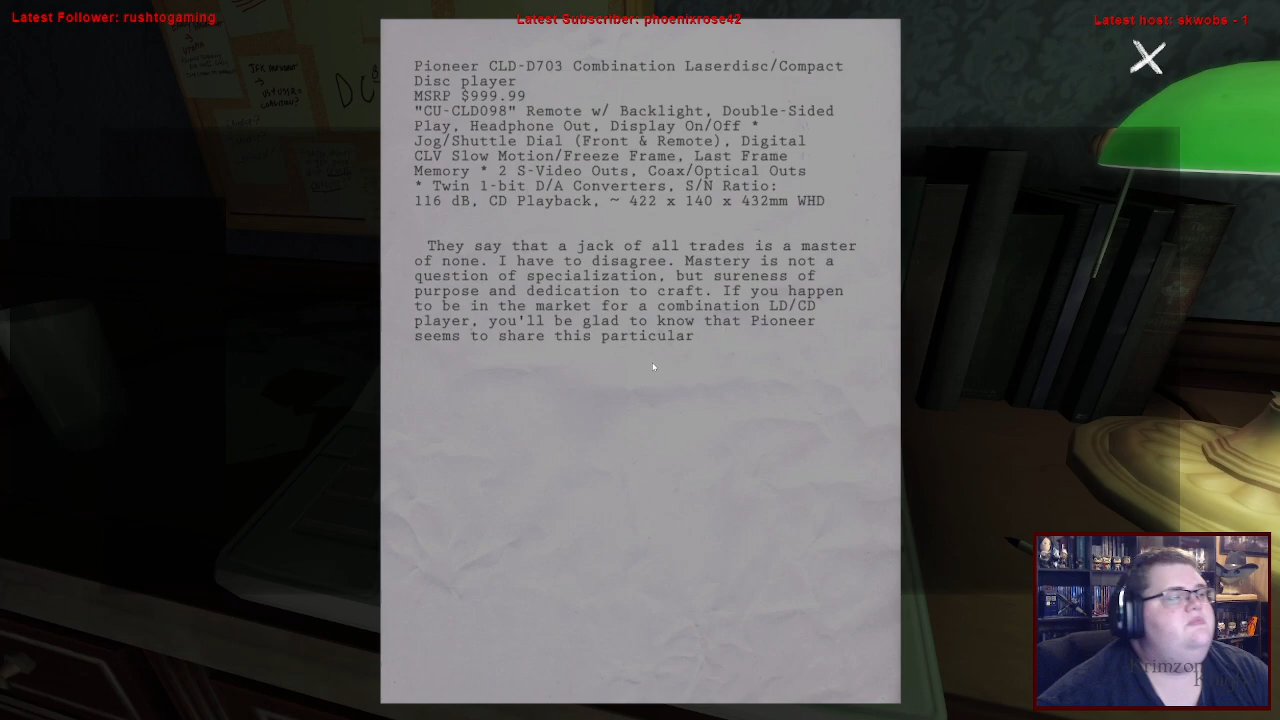 Latest Follower: rushtogaming
Latest Subscriber: phoenixrose42
Latest host: skwobs - 1
Pioneer CLD-D703 Combination Laserdisc/Compact
Disc player
MSRP $999.99
"CU-CLD098" Remote w/ Backlight, Double-Sided
Play, Headphone Out, Display On/Off *
Jog/Shuttle Dial (Front & Remote), Digital
CLV Slow Motion/Freeze Frame, Last Frame
Memory * 2 S-Video Outs, Coax/Optical Outs
* Twin 1-bit D/A Converters, S/N Ratio:
116 dB, CD Playback, ~ 422 x 140 x 432mm WHD
They say that a jack of all trades is a master
of none. I have to disagree. Mastery is not a
question of specialization, but sureness of
purpose and dedication to craft. If you happen
to be in the market for a combination LD/CD
player, you'll be glad to know that Pioneer
seems to share this particular